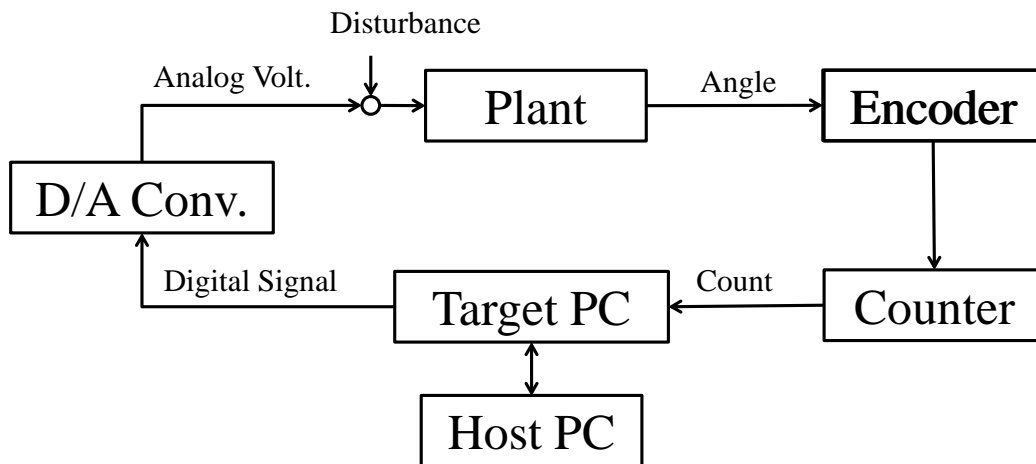 Disturbance
Analog Volt.
Plant
Angle
Encoder
D/A Conv.
Digital Signal
Target PC
Count
Counter
Host PC